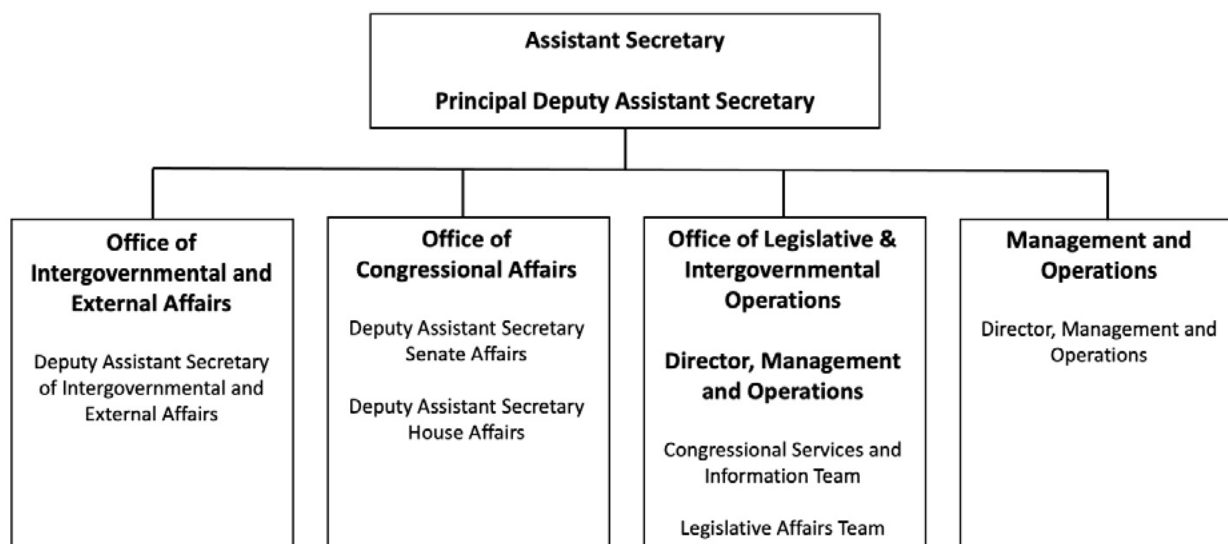 Assistant Secretary
Principal Deputy Assistant Secretary
Office of
Intergovernmental and
External Affairs
Deputy Assistant Secretary
of Intergovernmental and
External Affairs
Office of
Congressional Affairs
Deputy Assistant Secretary
Senate Affairs
Deputy Assistant Secretary
House Affairs
Office of Legislative &
Intergovernmental
Operations
Director, Management
and Operations
Congressional Services and
Information Team
Legislative Affairs Team
Management and
Operations
Director, Management and
Operations